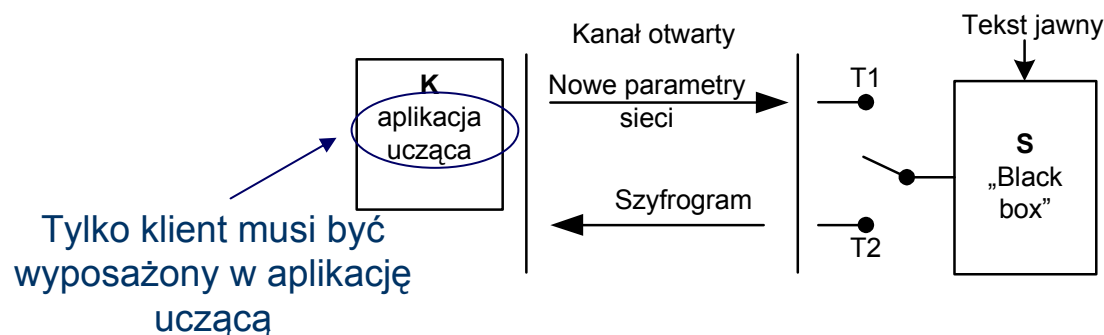 Tekst jawny
Kanał otwarty
K
aplikacja
ucząca
Nowe parametry
sieci
T1
S
„Black
box”
Szyfrogram
T2
Tylko klient musi być
wyposażony w aplikację
uczącą